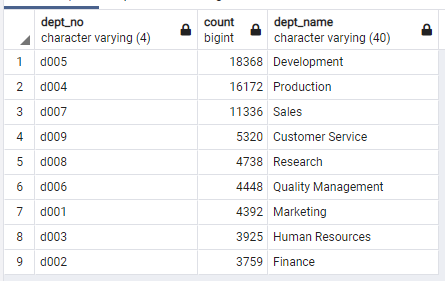 dept_no count dept_name
character varying (4) bigint character varying (40)
1 d005 18368 Development
2 d004 16172 Production
3 d007 11336 Sales
4 d009 5320 Customer Service
5 d008 4738 Research
6 d006 4448 Quality Management
7 d001 4392 Marketing
8 d003 3925 Human Resources
9 d002 3759 Finance